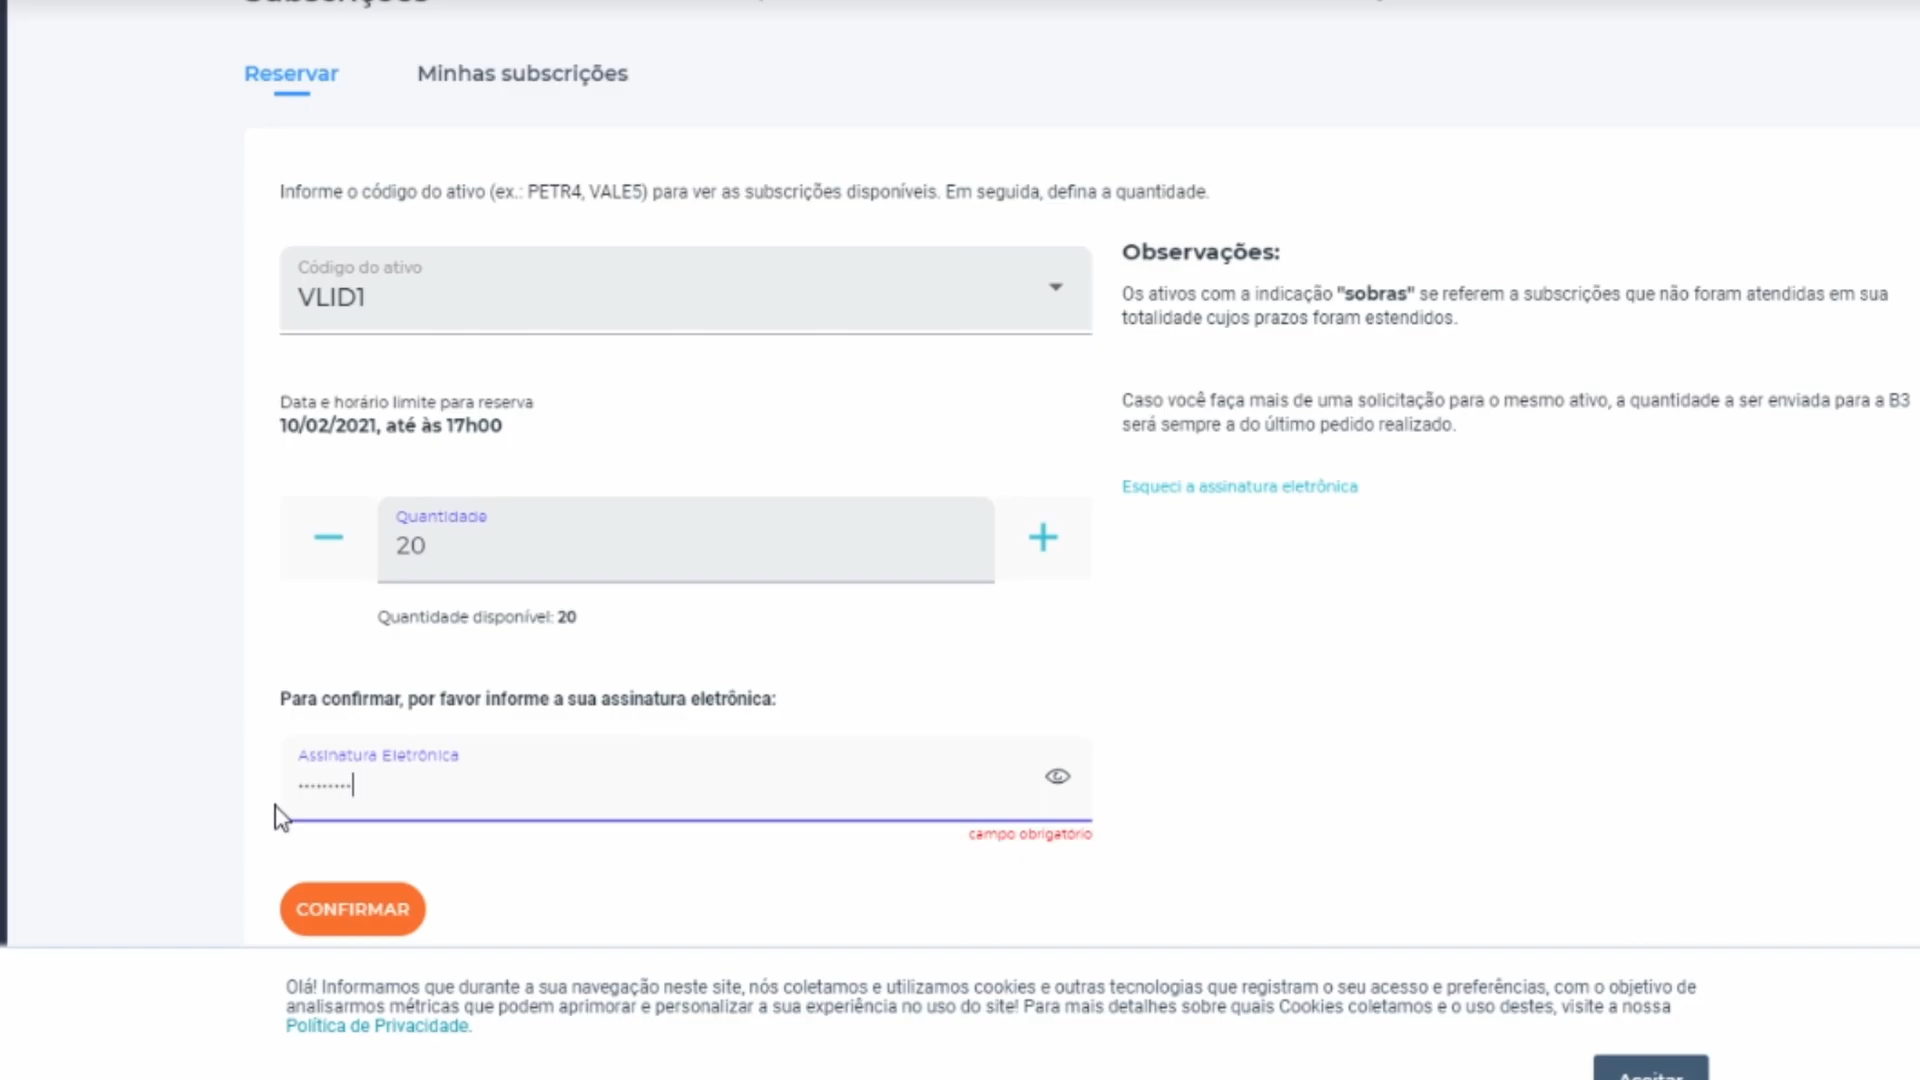 Subscrições
Reservar
Minhas subscrições
Informe o código do ativo (ex.: PETR4, VALE5) para ver as subscrições disponíveis. Em seguida, defina a quantidade.
Código do ativo
VLID1
Data e horário limite para reserva
10/02/2021, até às 17h00
Quantidade
20
Quantidade disponível: 20
Para confirmar, por favor informe a sua assinatura eletrônica:
Assinatura Eletrônica
·········
campo obrigatório
CONFIRMAR
Observações:
Os ativos com a indicação "sobras" se referem a subscrições que não foram atendidas em sua
totalidade cujos prazos foram estendidos.
Caso você faça mais de uma solicitação para o mesmo ativo, a quantidade a ser enviada para a B3
será sempre a do último pedido realizado.
Esqueci a assinatura eletrônica
Olá! Informamos que durante a sua navegação neste site, nós coletamos e utilizamos cookies e outras tecnologias que registram o seu acesso e preferências, com o objetivo de
analisarmos métricas que podem aprimorar e personalizar a sua experiência no uso do site! Para mais detalhes sobre quais Cookies coletamos e o uso destes, visite a nossa
Política de Privacidade.
Aceitar